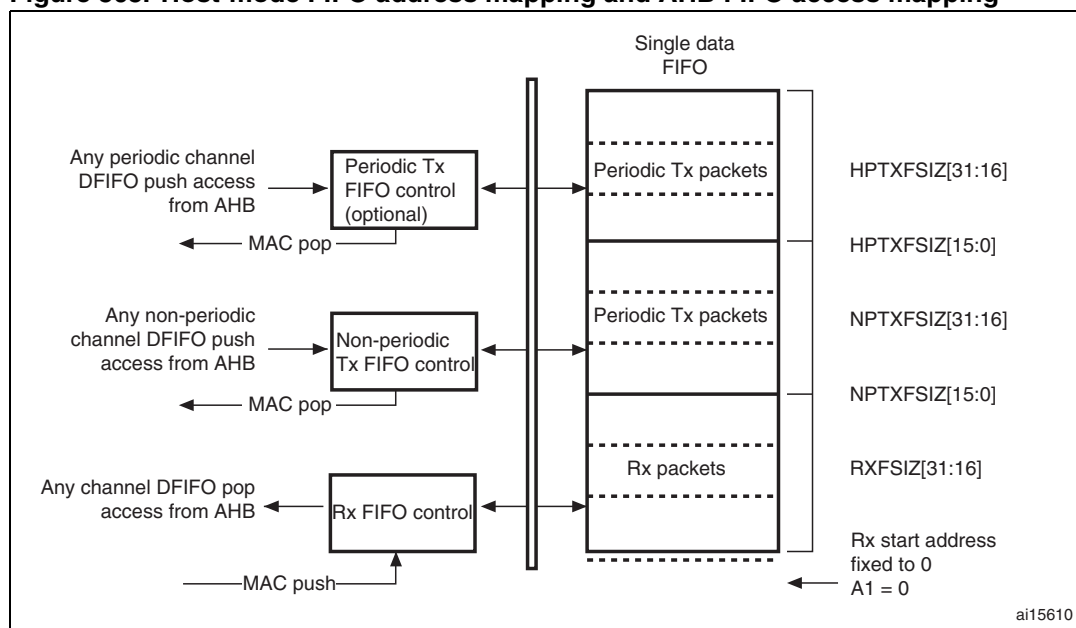 Figure Host-mode FIFO address mapping and AHB FIFO access mapping
Single data
FIFO
Any periodic channel
DFIFO push access
from AHB
Periodic Tx
FIFO control
(optional)
MAC pop
Periodic Tx packets
HPTXFSIZ[31:16]
HPTXFSIZ[15:0]
Any non-periodic
channel DFIFO push
access from AHB
Non-periodic
Tx FIFO control
MAC pop
Periodic Tx packets
NPTXFSIZ[31:16]
NPTXFSIZ[15:0]
Any channel DFIFO pop
access from AHB
Rx FIFO control
MAC push
Rx packets
RXFSIZ[31:16]
Rx start address
fixed to 0
A1 = 0
ai15610